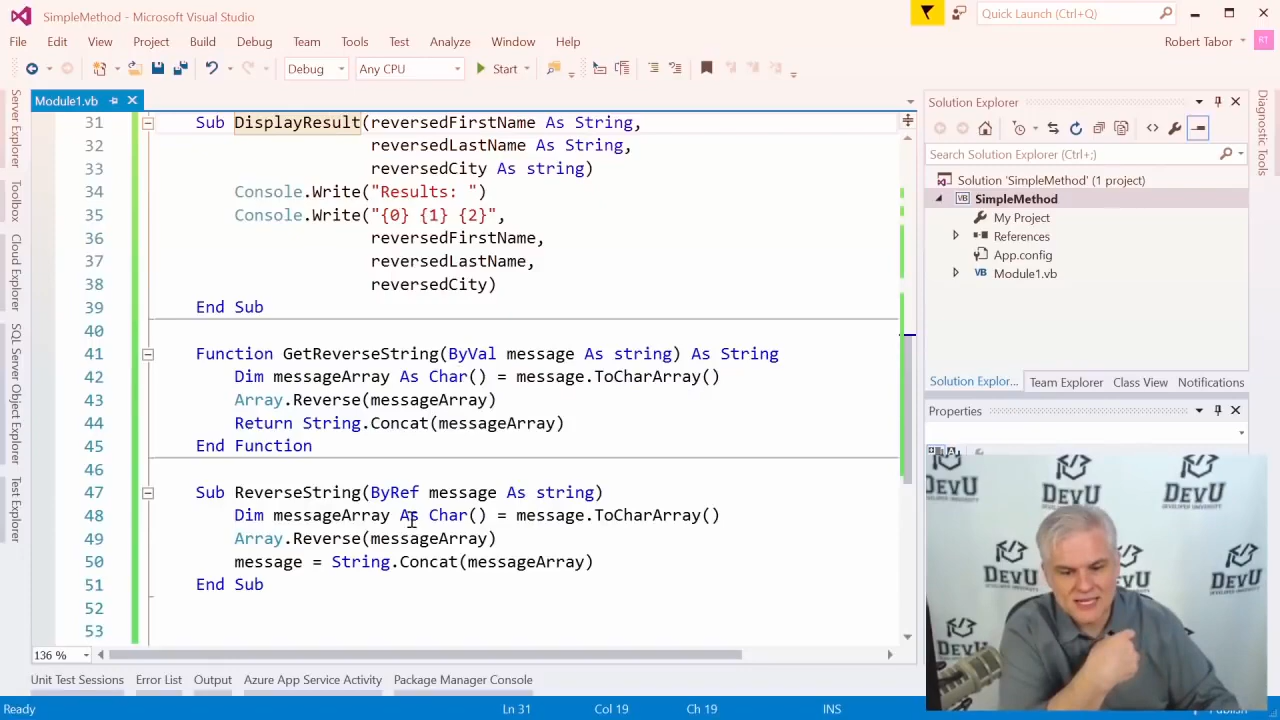 SimpleMethod - Microsoft Visual Studio
Quick Launch (Ctrl+Q)
File Edit View Project Build Debug Team Tools Test Analyze Window Help
Robert Tabor RT
Debug Any CPU Start
Module1.vb
31 Sub DisplayResult(reversedFirstName As String,
32 reversedLastName As String,
33 reversedCity As string)
34 Console.Write("Results: ")
35 Console.Write("{0} {1} {2}",
36 reversedFirstName,
37 reversedLastName,
38 reversedCity)
39 End Sub
40
41 Function GetReverseString(ByVal message As string) As String
42 Dim messageArray As Char() = message.ToCharArray()
43 Array.Reverse(messageArray)
44 Return String.Concat(messageArray)
45 End Function
46
47 Sub ReverseString(ByRef message As string)
48 Dim messageArray As Char() = message.ToCharArray()
49 Array.Reverse(messageArray)
50 message = String.Concat(messageArray)
51 End Sub
52
53
136 %
Server Explorer
Toolbox
Cloud Explorer
SQL Server Object Explorer
Test Explorer
Solution Explorer
Search Solution Explorer (Ctrl+;)
Solution 'SimpleMethod' (1 project)
VB SimpleMethod
My Project
References
App.config
VB Module1.vb
Solution Explor... Team Explorer Class View Notifications
Properties
Diagnostic Tools
DEVU
DEVU
DEVU
DEVELOPER UNIVERSITY
Unit Test Sessions Error List Output Azure App Service Activity Package Manager Console
Ready Ln 31 Col 19 Ch 19 INS Publish